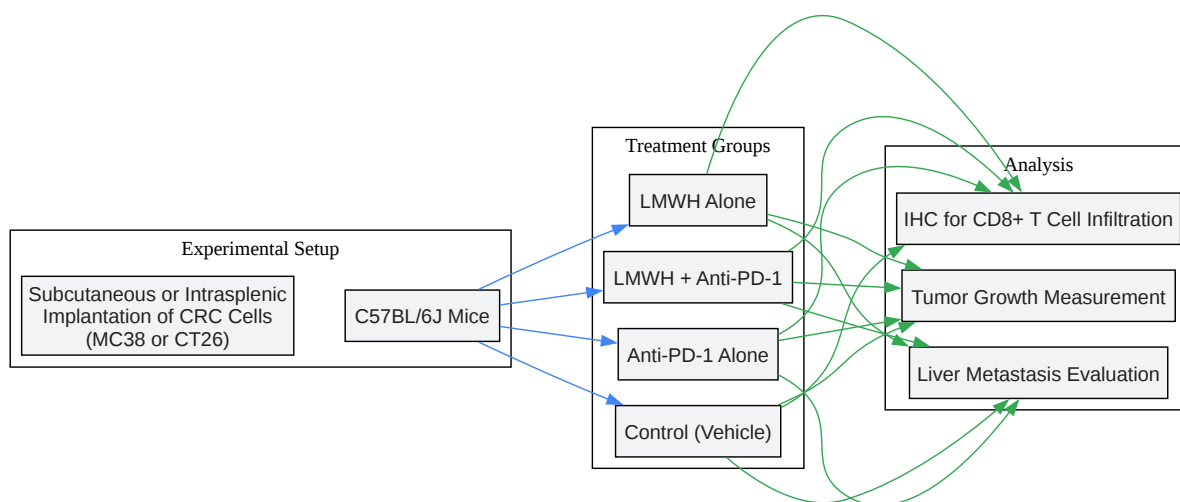 Experimental Setup
Subcutaneous or Intrasplenic
Implantation of CRC Cells
(MC38 or CT26)
C57BL/6J Mice
Treatment Groups
LMWH Alone
LMWH + Anti-PD-1
Anti-PD-1 Alone
Control (Vehicle)
Analysis
IHC for CD8+ T Cell Infiltration
Tumor Growth Measurement
Liver Metastasis Evaluation